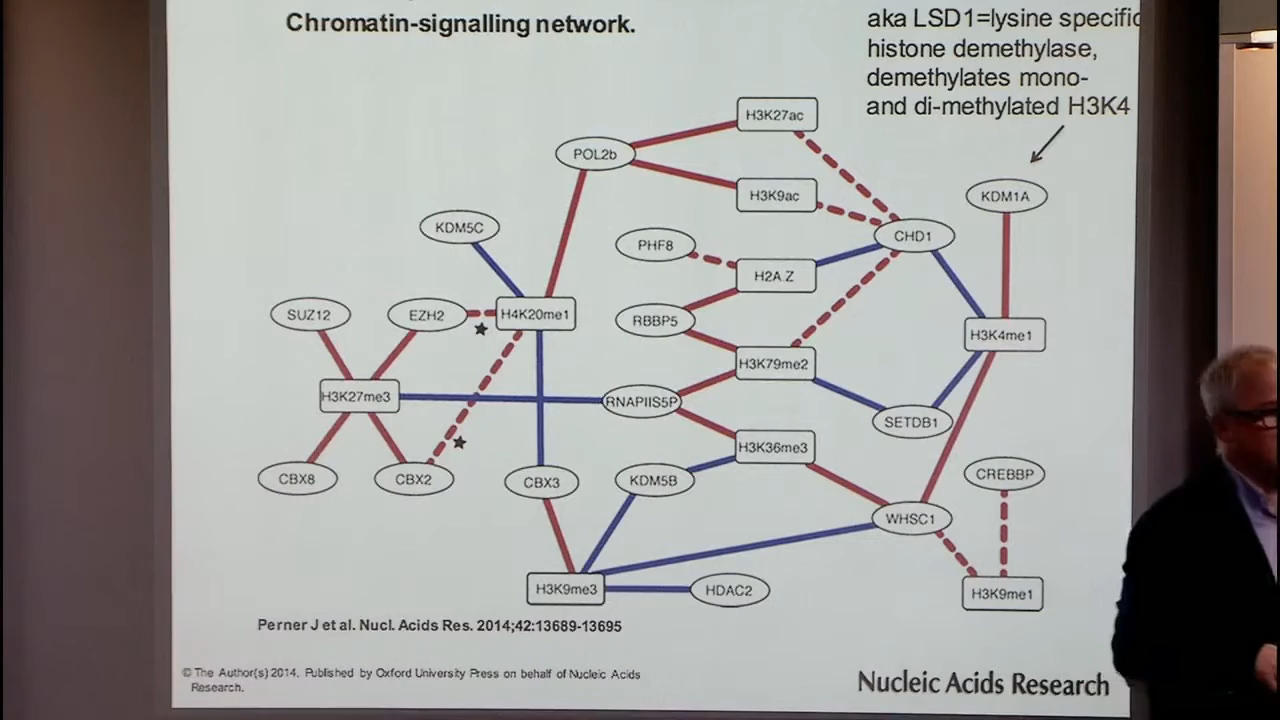 Chromatin-signalling network.
aka LSD1=lysine specific
histone demethylase,
demethylates mono-
and di-methylated H3K4
H3K27ac
POL2b
H3K9ac
KDM1A
KDM5C
PHF8
CHD1
H2A.Z
SUZ12
EZH2
H4K20me1
RBBP5
H3K4me1
H3K79me2
H3K27me3
RNAPIIS5P
SETDB1
H3K36me3
CBX8
CBX2
CBX3
KDM5B
CREBBP
WHSC1
H3K9me3
HDAC2
H3K9me1
Perner J et al. Nucl. Acids Res. 2014;42:13689-13695
© The Author(s) 2014. Published by Oxford University Press on behalf of Nucleic Acids
Research.
Nucleic Acids Research